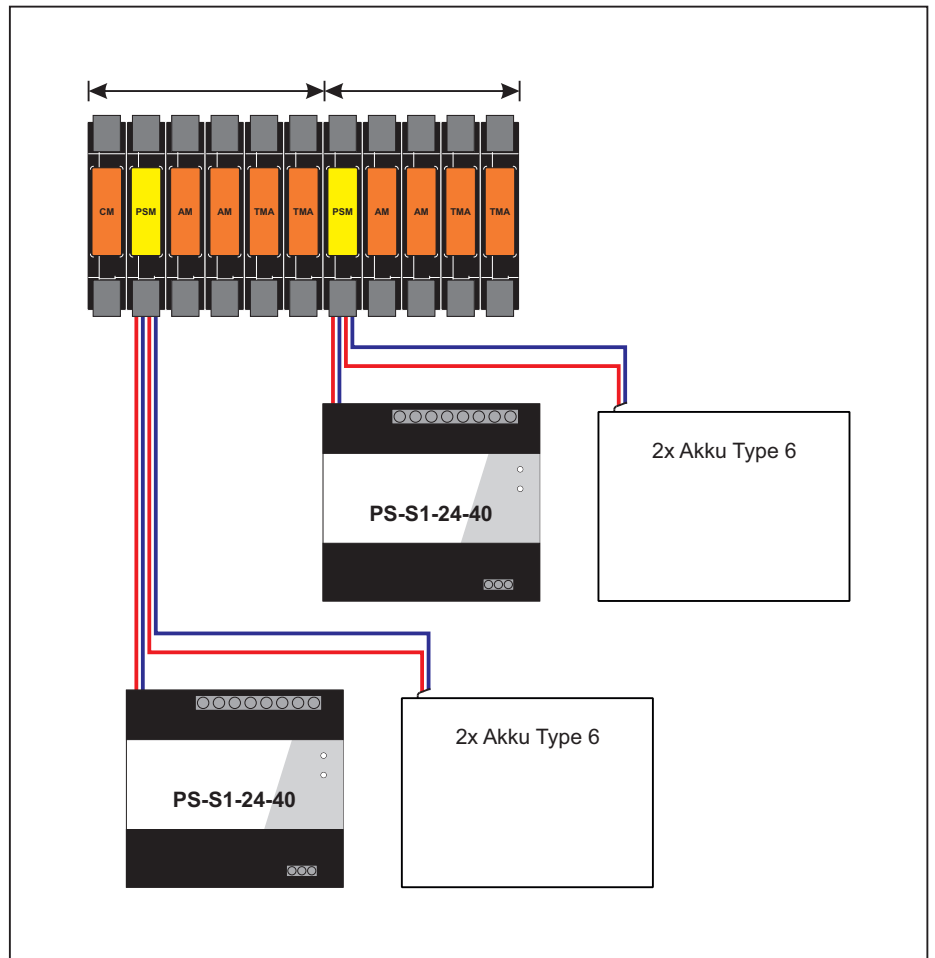 CM PSM AM AM TMA TMA PSM AM AM TMA TMA
2x Akku Type 6
PS-S1-24-40
2x Akku Type 6
PS-S1-24-40